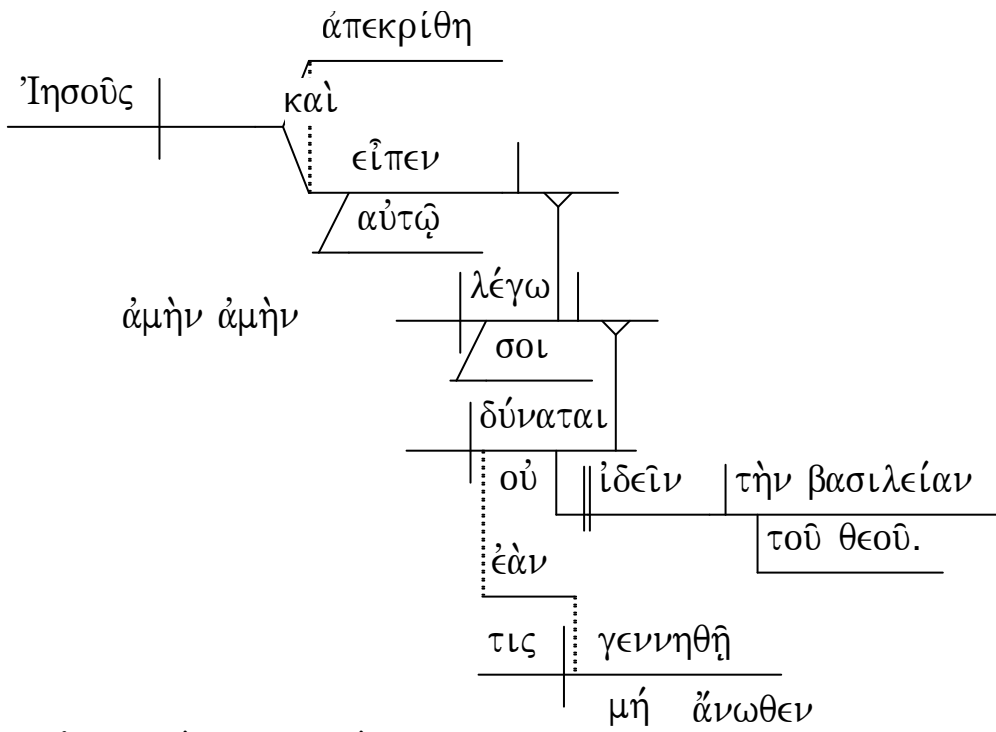 ἀπεκρίθη
Ἰησοῦς
καὶ
εἶπεν
αὐτῷ
λέγω
ἀμὴν ἀμὴν
σοι
δύναται
οὐ ἰδεῖν τὴν βασιλείαν
τοῦ θεοῦ.
ἐὰν
τις γεννηθῇ
μή ἄνωθεν